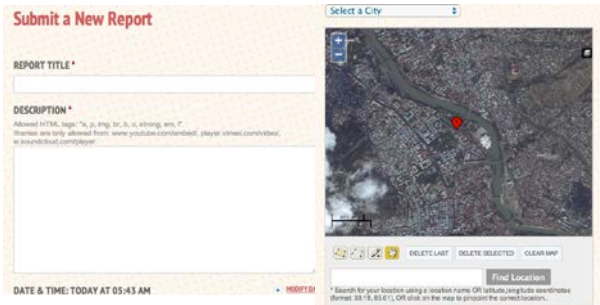 Submit a New Report
REPORT TITLE *
DESCRIPTION *
Allowed HTML tags: "a, p, img, br, b, u, strong, em, i".
Iframes are only allowed from: www.youtube.com/embed/, player.vimeo.com/video/,
w.soundcloud.com/player
DATE & TIME: TODAY AT 05:43 AM
MODIFY
Select a City
DELETE LAST
DELETE SELECTED
CLEAR MAP
Find Location
* Search for your location using a location name OR latitude,longitude coordinates
(format 38.19, 85.61), OR click on the map to pinpoint the correct location.